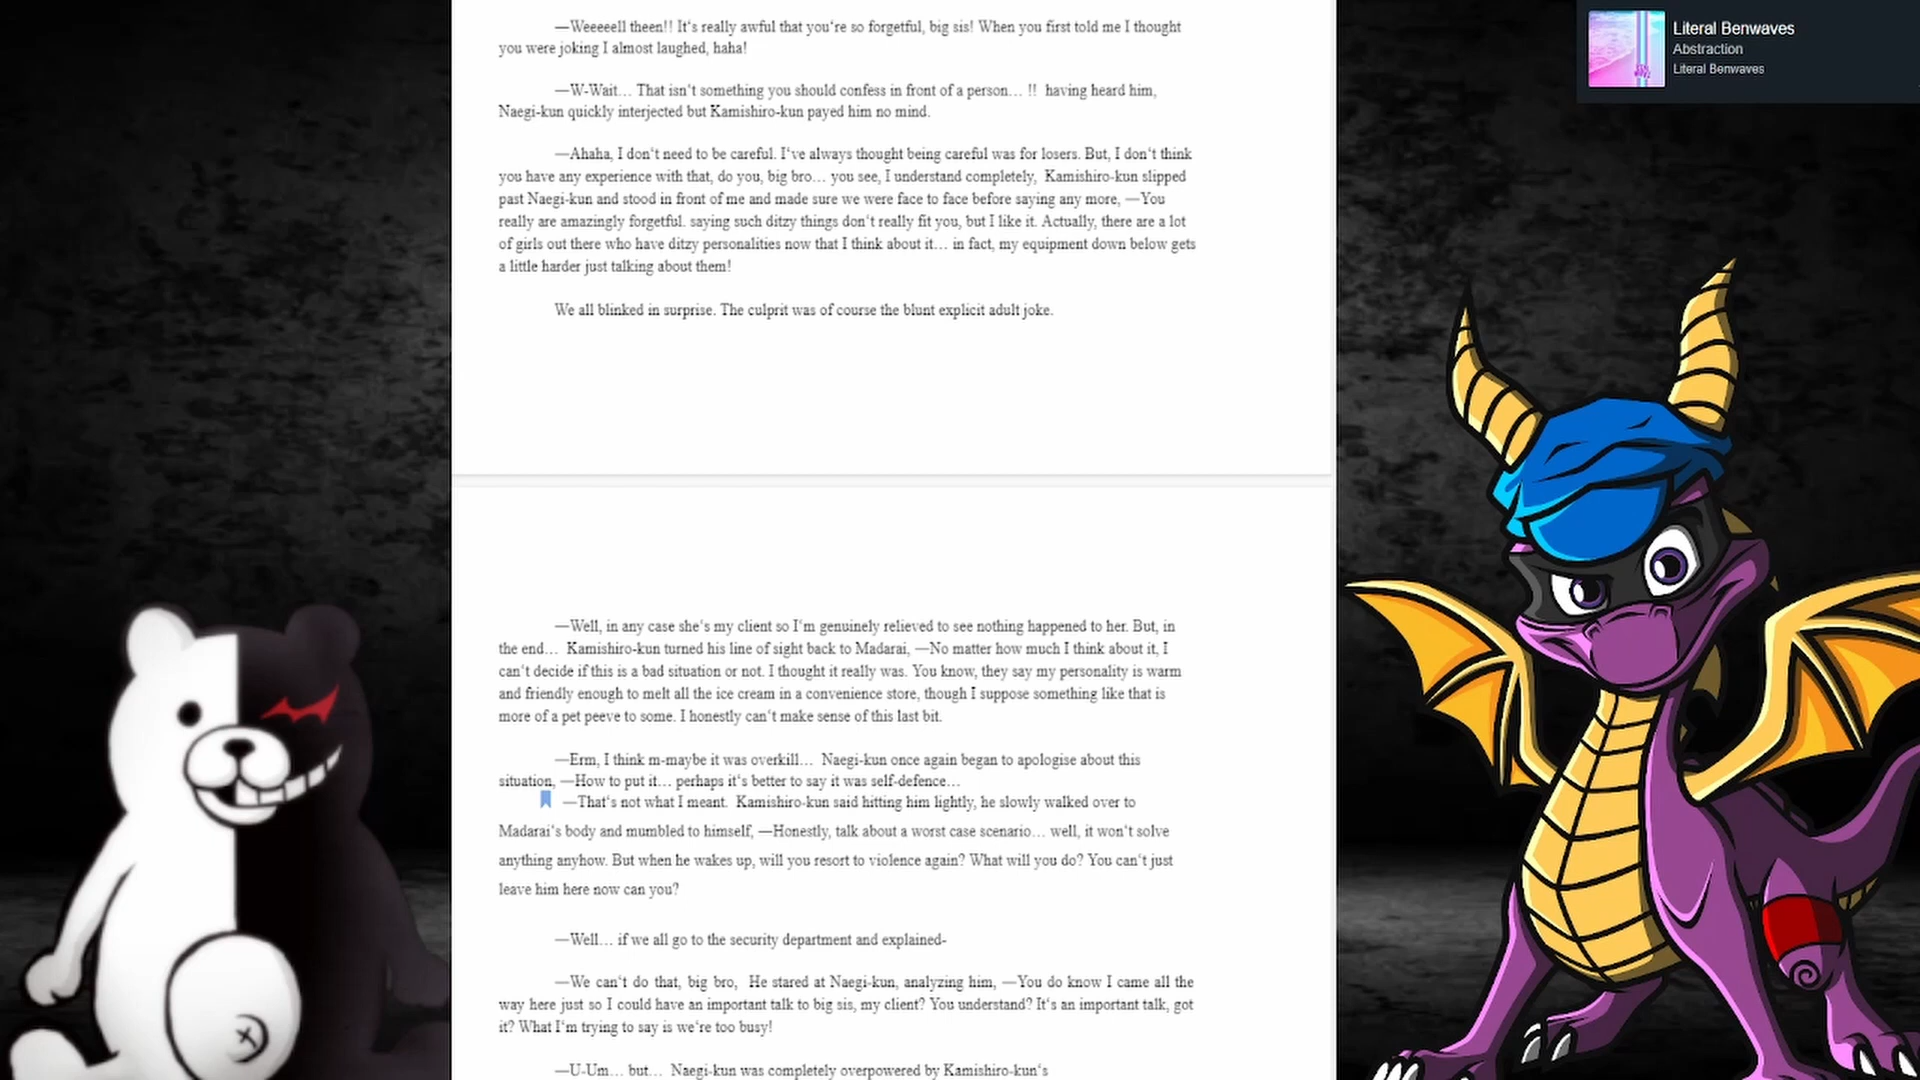 —Weeeeell theen!! It‘s really awful that you‘re so forgetful, big sis! When you first told me I thought
you were joking I almost laughed, haha!
—W-Wait… That isn‘t something you should confess in front of a person… !!  having heard him,
Naegi-kun quickly interjected but Kamishiro-kun payed him no mind.
—Ahaha, I don‘t need to be careful. I‘ve always thought being careful was for losers. But, I don‘t think
you have any experience with that, do you, big bro… you see, I understand completely,  Kamishiro-kun slipped
past Naegi-kun and stood in front of me and made sure we were face to face before saying any more, —You
really are amazingly forgetful. saying such ditzy things don‘t really fit you, but I like it. Actually, there are a lot
of girls out there who have ditzy personalities now that I think about it… in fact, my equipment down below gets
a little harder just talking about them!
We all blinked in surprise. The culprit was of course the blunt explicit adult joke.
—Well, in any case she‘s my client so I‘m genuinely relieved to see nothing happened to her. But, in
the end…  Kamishiro-kun turned his line of sight back to Madarai, —No matter how much I think about it, I
can‘t decide if this is a bad situation or not. I thought it really was. You know, they say my personality is warm
and friendly enough to melt all the ice cream in a convenience store, though I suppose something like that is
more of a pet peeve to some. I honestly can‘t make sense of this last bit.
—Erm, I think m-maybe it was overkill…  Naegi-kun once again began to apologise about this
situation, —How to put it… perhaps it‘s better to say it was self-defence…
—That‘s not what I meant.  Kamishiro-kun said hitting him lightly, he slowly walked over to
Madarai‘s body and mumbled to himself, —Honestly, talk about a worst case scenario… well, it won‘t solve
anything anyhow. But when he wakes up, will you resort to violence again? What will you do? You can‘t just
leave him here now can you?
—Well… if we all go to the security department and explained-
—We can‘t do that, big bro,  He stared at Naegi-kun, analyzing him, —You do know I came all the
way here just so I could have an important talk to big sis, my client? You understand? It‘s an important talk, got
it? What I‘m trying to say is we‘re too busy!
—U-Um… but…  Naegi-kun was completely overpowered by Kamishiro-kun‘s
Literal Benwaves
Abstraction
Literal Benwaves